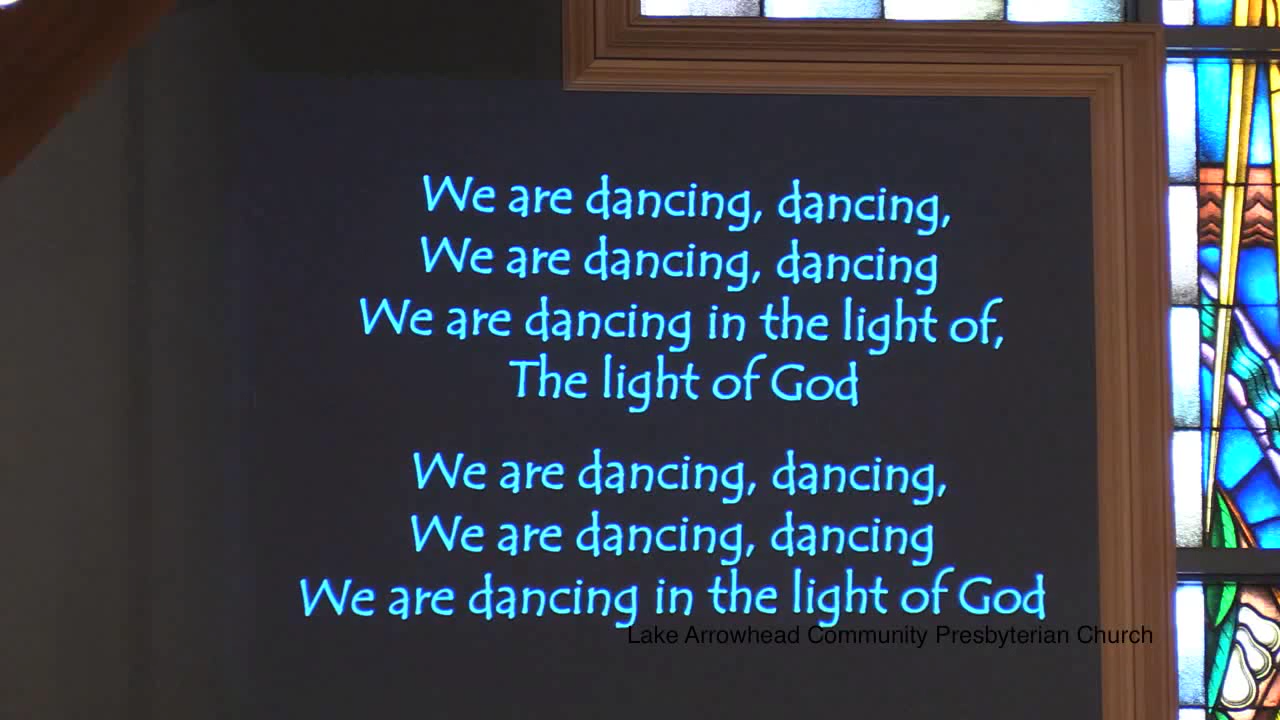 We are dancing, dancing,
We are dancing, dancing
We are dancing in the light of,
The light of God
We are dancing, dancing,
We are dancing, dancing
We are dancing in the light of God
Lake Arrowhead Community Presbyterian Church